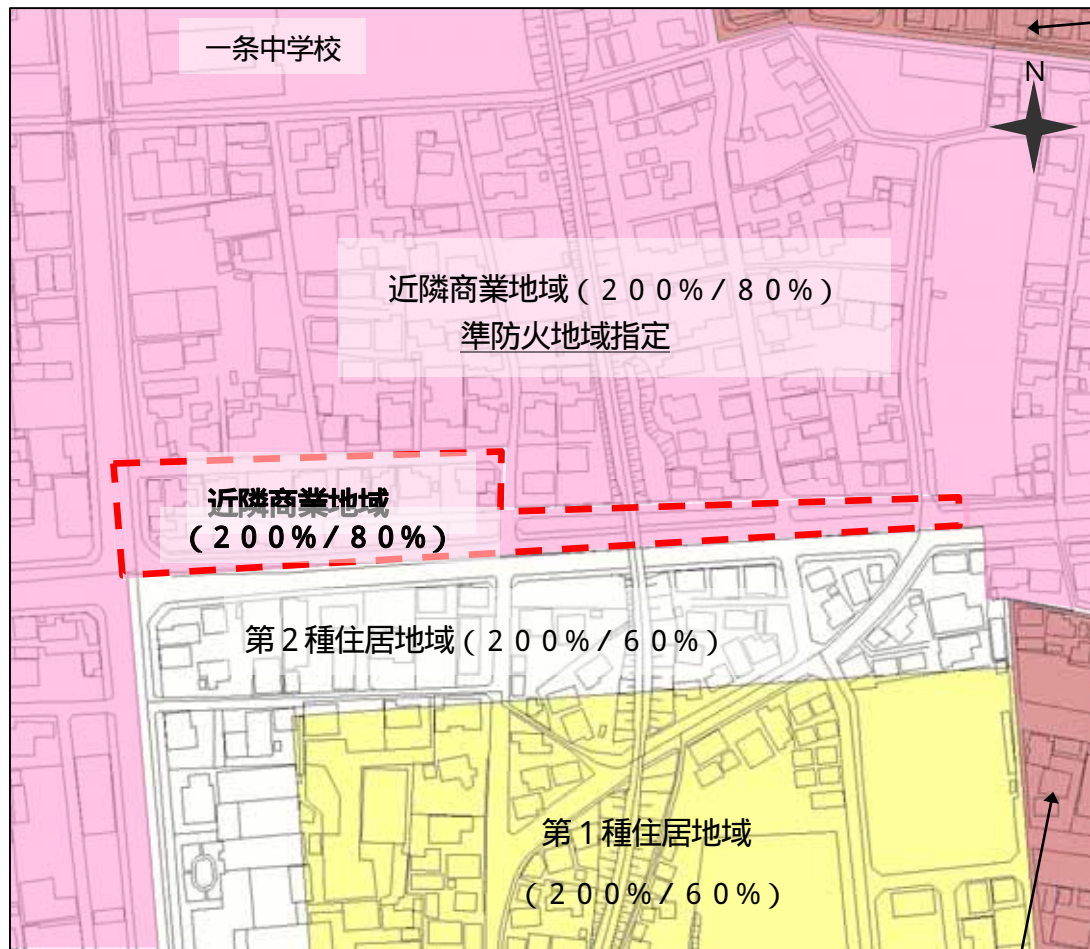 一条中学校
N
近隣商業地域(200%/80%)
準防火地域指定
近隣商業地域
(200%/80%)
第2種住居地域(200%/60%)
第1種住居地域
(200%/60%)